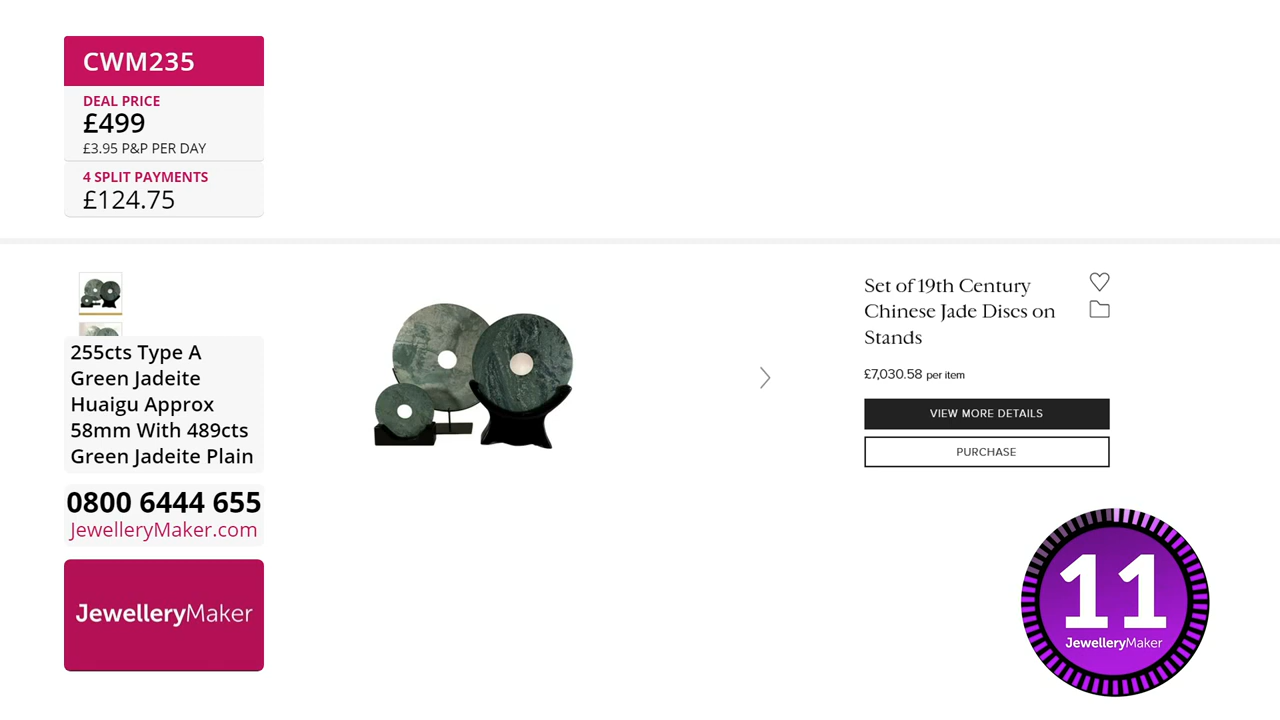 CWM235
DEAL PRICE
£499
£3.95 P&P PER DAY
4 SPLIT PAYMENTS
£124.75
255cts Type A
Green Jadeite
Huaigu Approx
58mm With 489cts
Green Jadeite Plain
0800 6444 655
JewelleryMaker.com
JewelleryMaker
Set of 19th Century
Chinese Jade Discs on
Stands
£7,030.58 per item
VIEW MORE DETAILS
PURCHASE
11
JewelleryMaker